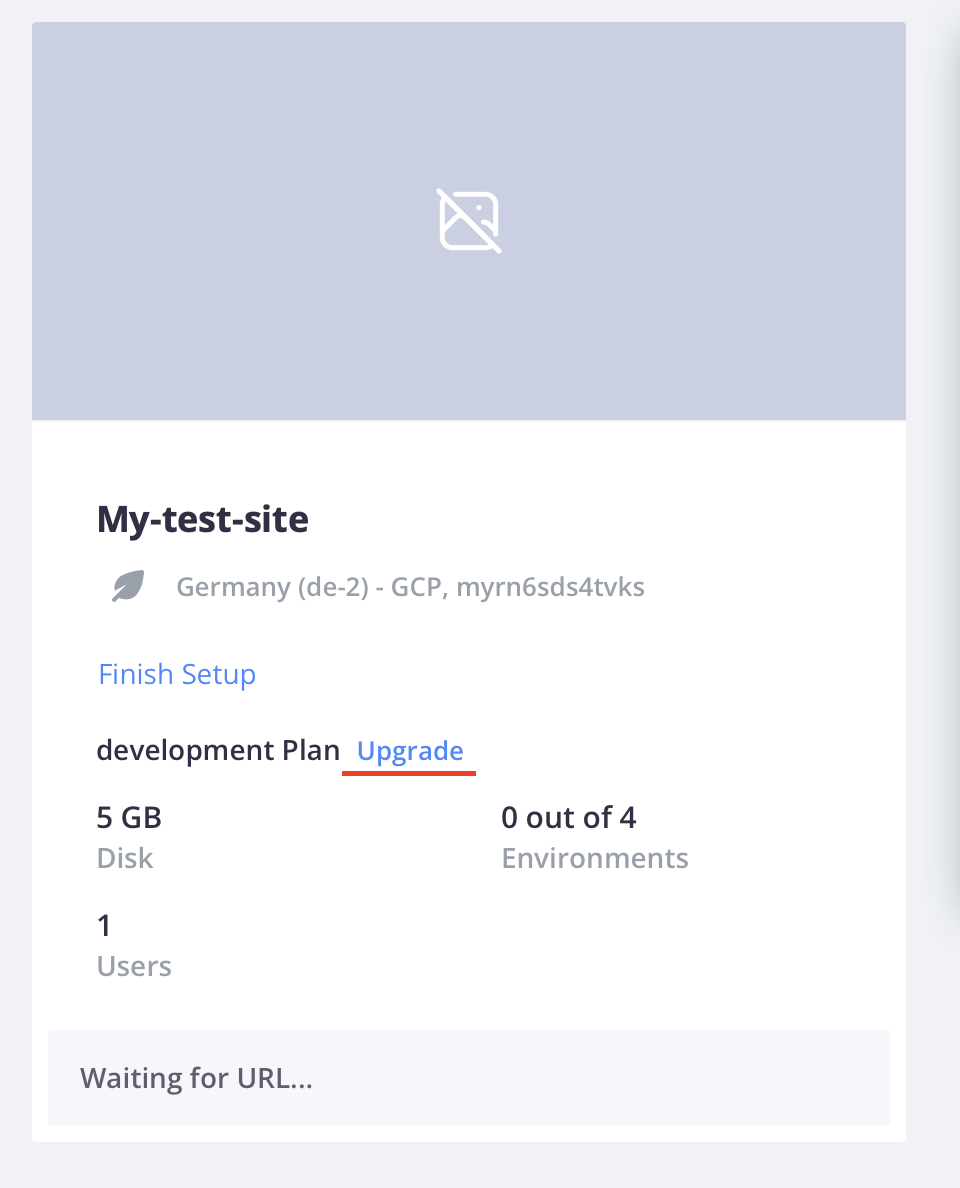 My-test-site
Germany (de-2) - GCP, myrn6sds4tvks
Finish Setup
development Plan Upgrade
5 GB
Disk
0 out of 4
Environments
1
Users
Waiting for URL...